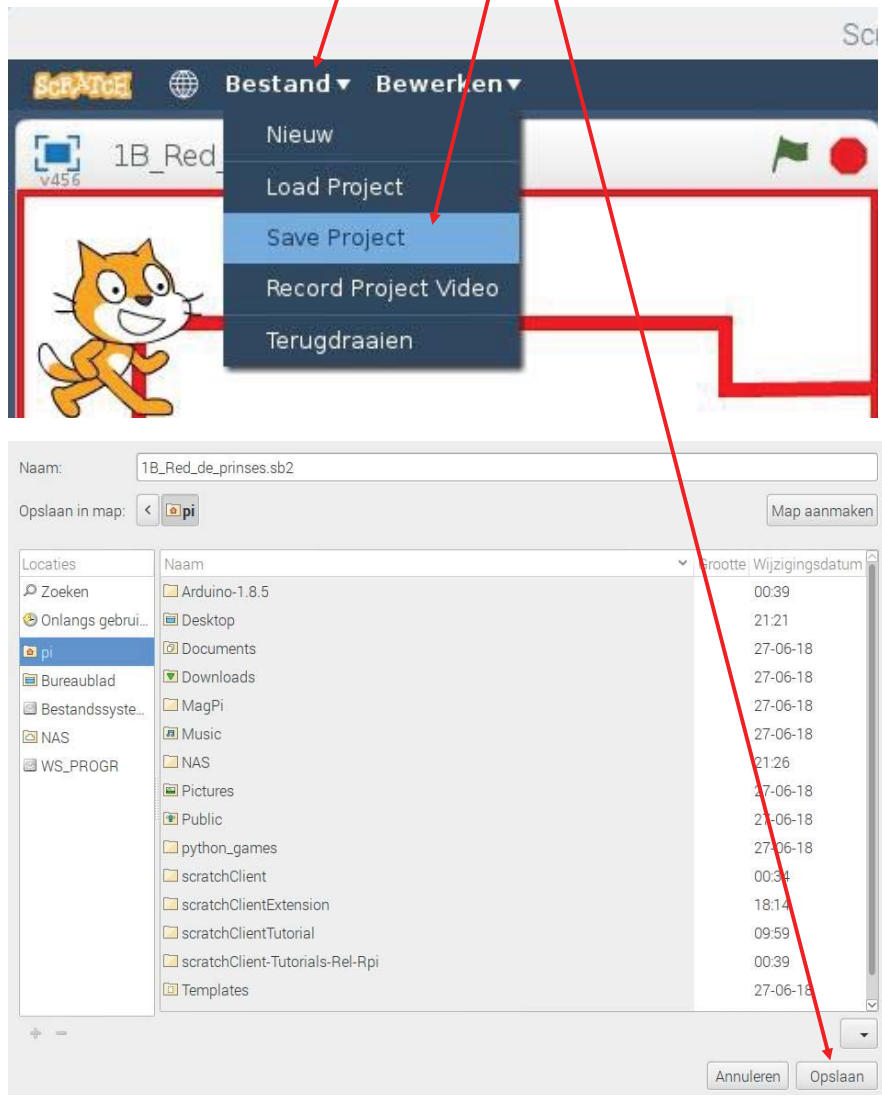 Scr
SCRATCH Bestand▾ Bewerken▾
Nieuw
v456 1B_Red_
Load Project
Save Project
Record Project Video
Terugdraaien
Naam: 1B_Red_de_prinses.sb2
Opslaan in map: < pi Map aanmaken
Locaties Naam Grootte Wijzigingsdatum
Zoeken Arduino-1.8.5 00:39
Onlangs gebrui... Desktop 21:21
pi Documents 27-06-18
Bureaublad Downloads 27-06-18
Bestandssyste... MagPi 27-06-18
NAS Music 27-06-18
WS_PROGR NAS 21:26
Pictures 27-06-18
Public 27-06-18
python_games 27-06-18
scratchClient 00:34
scratchClientExtension 18:14
scratchClientTutorial 09:59
scratchClient-Tutorials-Rel-Rpi 00:39
Templates 27-06-18
Annuleren Opslaan